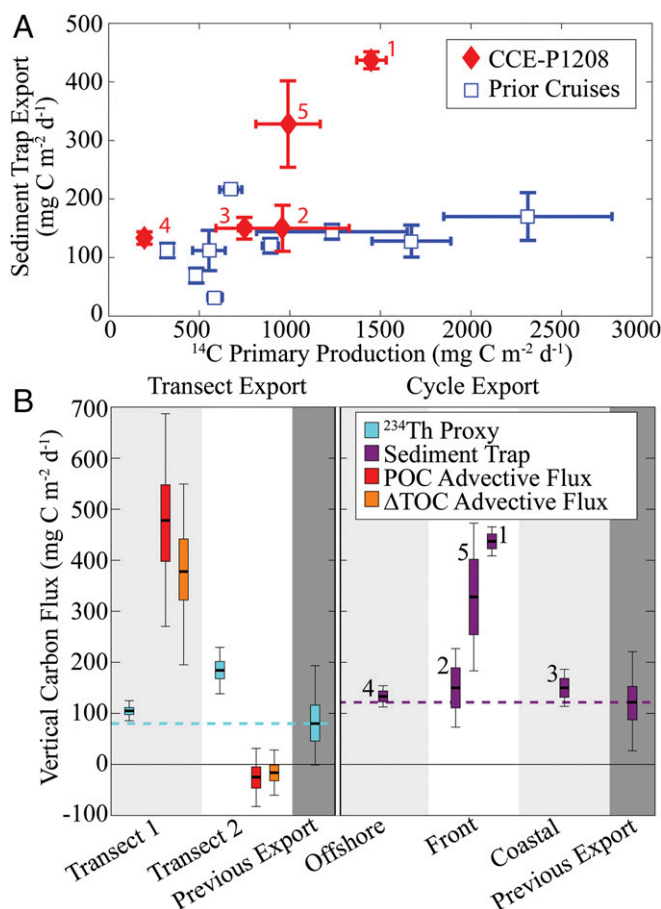 A
Sediment Trap Export
(mg C m⁻² d⁻¹)
500
400
300
200
100
0
1
5
4
3
2
CCE-P1208
Prior Cruises
0
500
1000
1500
2000
2500
3000
¹⁴C Primary Production (mg C m⁻² d⁻¹)
B
Transect Export
Cycle Export
Vertical Carbon Flux (mg C m⁻² d⁻¹)
700
600
500
400
300
200
100
0
-100
²³⁴Th Proxy
Sediment Trap
POC Advective Flux
ΔTOC Advective Flux
4
2
5
1
3
Transect 1
Transect 2
Previous Export
Offshore
Front
Coastal
Previous Export